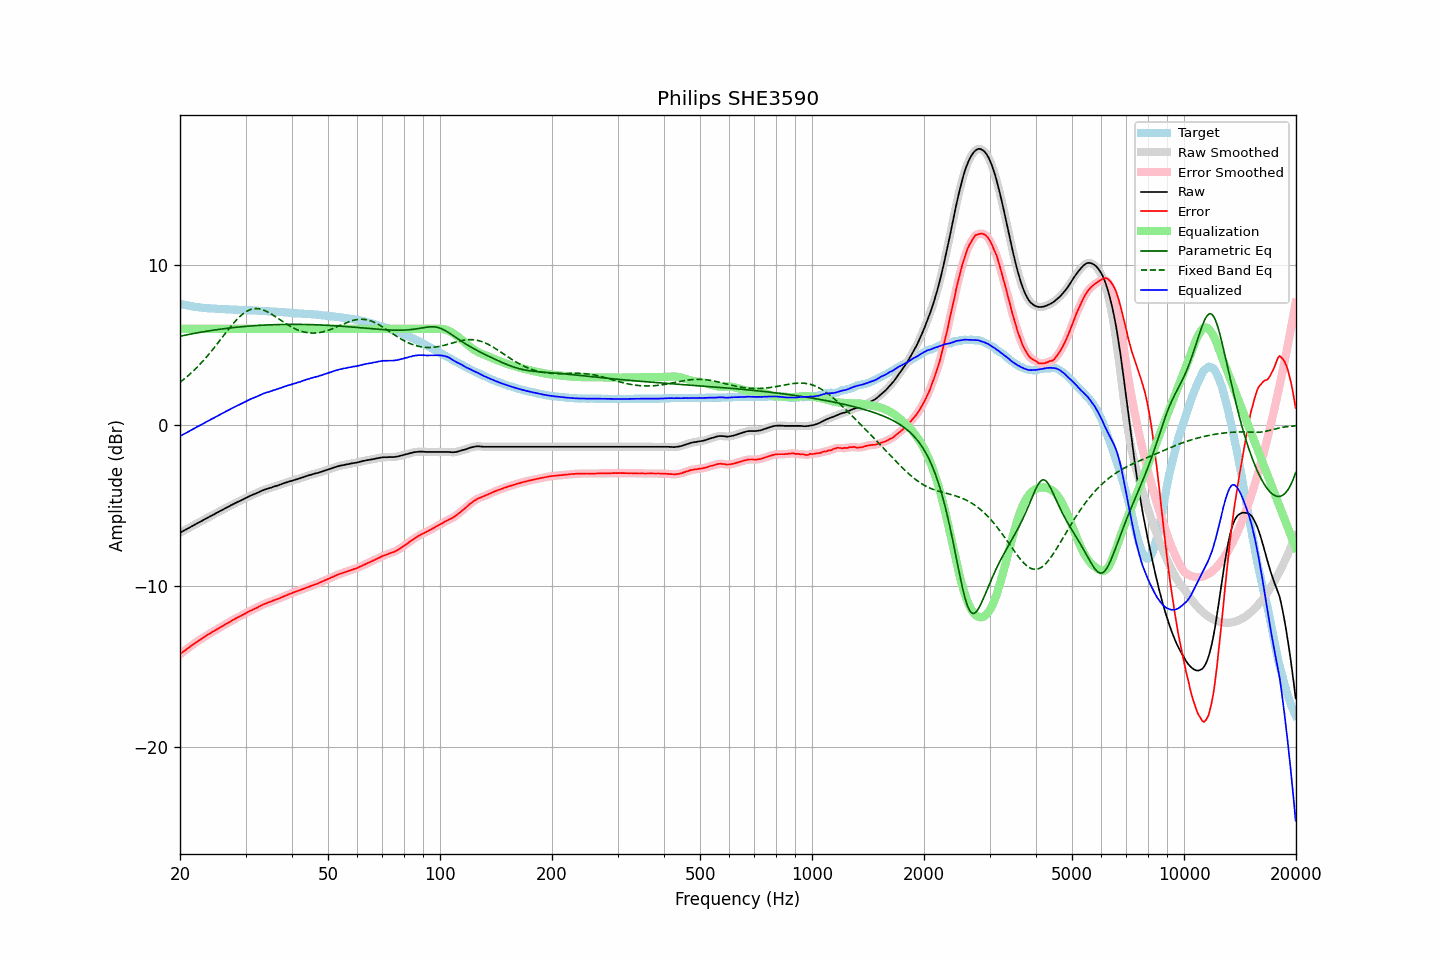 Philips SHE3590
Target
Raw Smoothed
Error Smoothed
Raw
Error
Equalization
Parametric Eq
Fixed Band Eq
Equalized
10
0
−10
−20
Amplitude (dBr)
20 50 100 200 500 1000 2000 5000 10000 20000
Frequency (Hz)